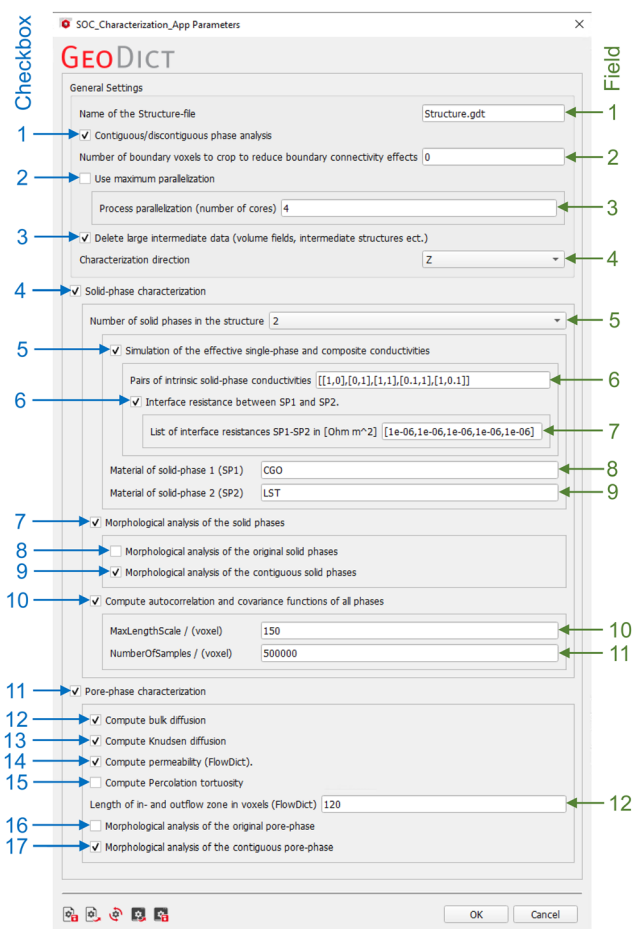 SOC_Characterization_App Parameters
Checkbox
GEODICT
Field
General Settings
Name of the Structure-file Structure.gdt 1
1 Contiguous/discontiguous phase analysis
Number of boundary voxels to crop to reduce boundary connectivity effects 0 2
2 Use maximum parallelization
Process parallelization (number of cores) 4 3
3 Delete large intermediate data (volume fields, intermediate structures ect.)
Characterization direction Z 4
4 Solid-phase characterization
Number of solid phases in the structure 2 5
5 Simulation of the effective single-phase and composite conductivities
Pairs of intrinsic solid-phase conductivities [[1,0],[0,1],[1,1],[0.1,1],[1,0.1]] 6
6 Interface resistance between SP1 and SP2.
List of interface resistances SP1-SP2 in [Ohm m^2] [1e-06,1e-06,1e-06,1e-06,1e-06] 7
Material of solid-phase 1 (SP1) CGO 8
Material of solid-phase 2 (SP2) LST 9
7 Morphological analysis of the solid phases
8 Morphological analysis of the original solid phases
9 Morphological analysis of the contiguous solid phases
10 Compute autocorrelation and covariance functions of all phases
MaxLengthScale / (voxel) 150 10
NumberOfSamples / (voxel) 500000 11
11 Pore-phase characterization
12 Compute bulk diffusion
13 Compute Knudsen diffusion
14 Compute permeability (FlowDict).
15 Compute Percolation tortuosity
Length of in- and outflow zone in voxels (FlowDict) 120 12
16 Morphological analysis of the original pore-phase
17 Morphological analysis of the contiguous pore-phase
OK Cancel